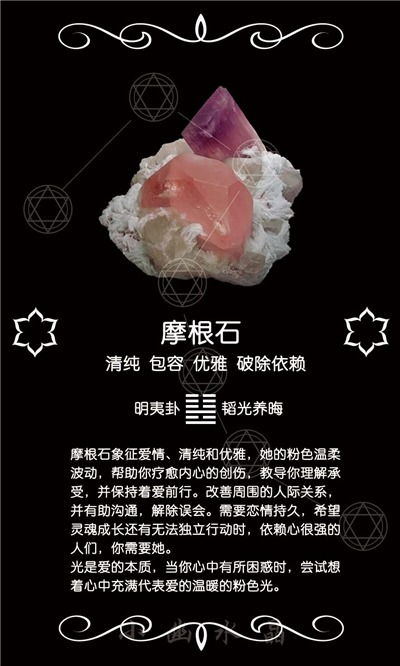 摩根石
清纯 包容 优雅 破除依赖
明夷卦 韬光养晦
摩根石象征爱情、清纯和优雅，她的粉色温柔
波动，帮助你疗愈内心的创伤，教导你理解承
受，并保持着爱前行。改善周围的人际关系，
并有助沟通，解除误会。需要恋情持久，希望
灵魂成长还有无法独立行动时，依赖心很强的
人们，你需要她。
光是爱的本质，当你心中有所困惑时，尝试想
着心中充满代表爱的温暖的粉色光。
小幽水晶